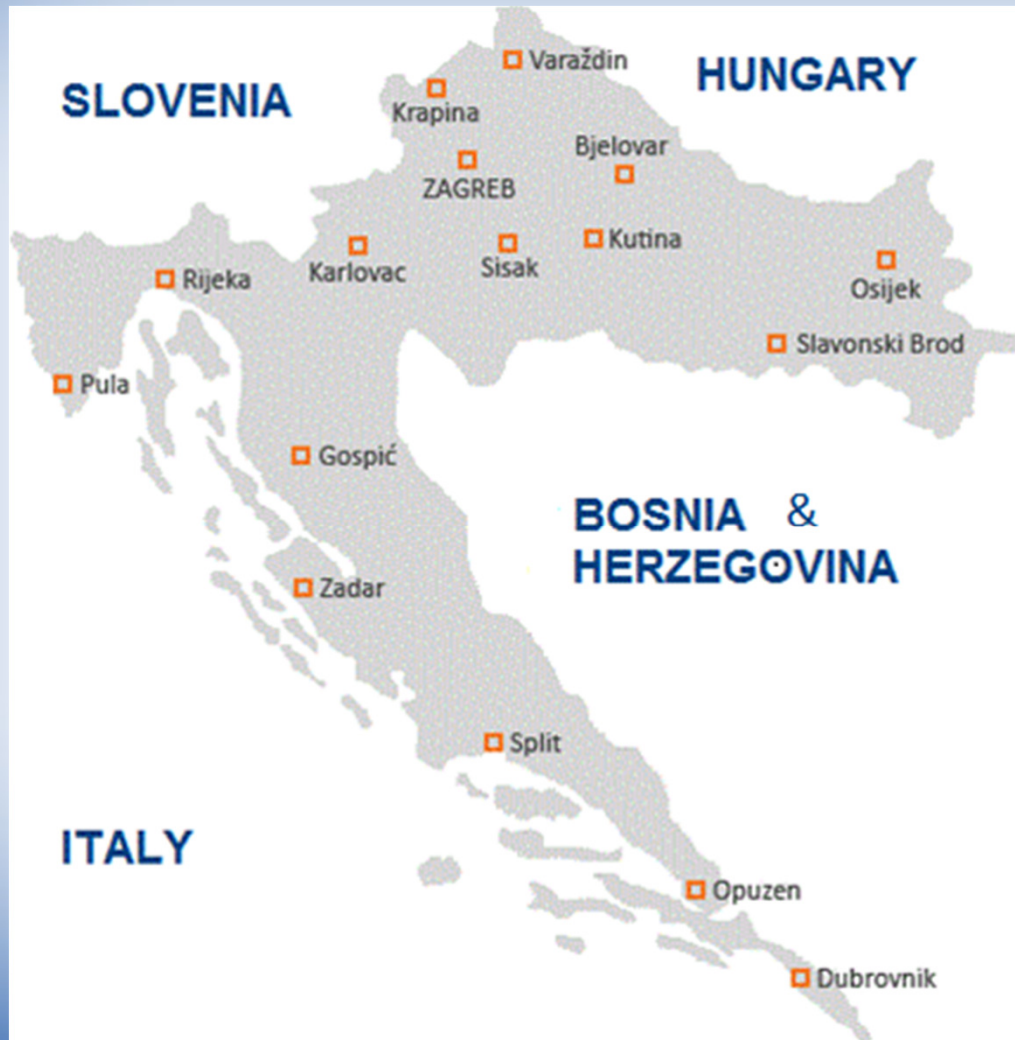 Varaždin
HUNGARY
SLOVENIA
Krapina
Bjelovar
ZAGREB
Kutina
Karlovac
Sisak
Rijeka
Osijek
Slavonski Brod
Pula
Gospić
BOSNIA &
HERZEGOVINA
Zadar
Split
ITALY
Opuzen
Dubrovnik